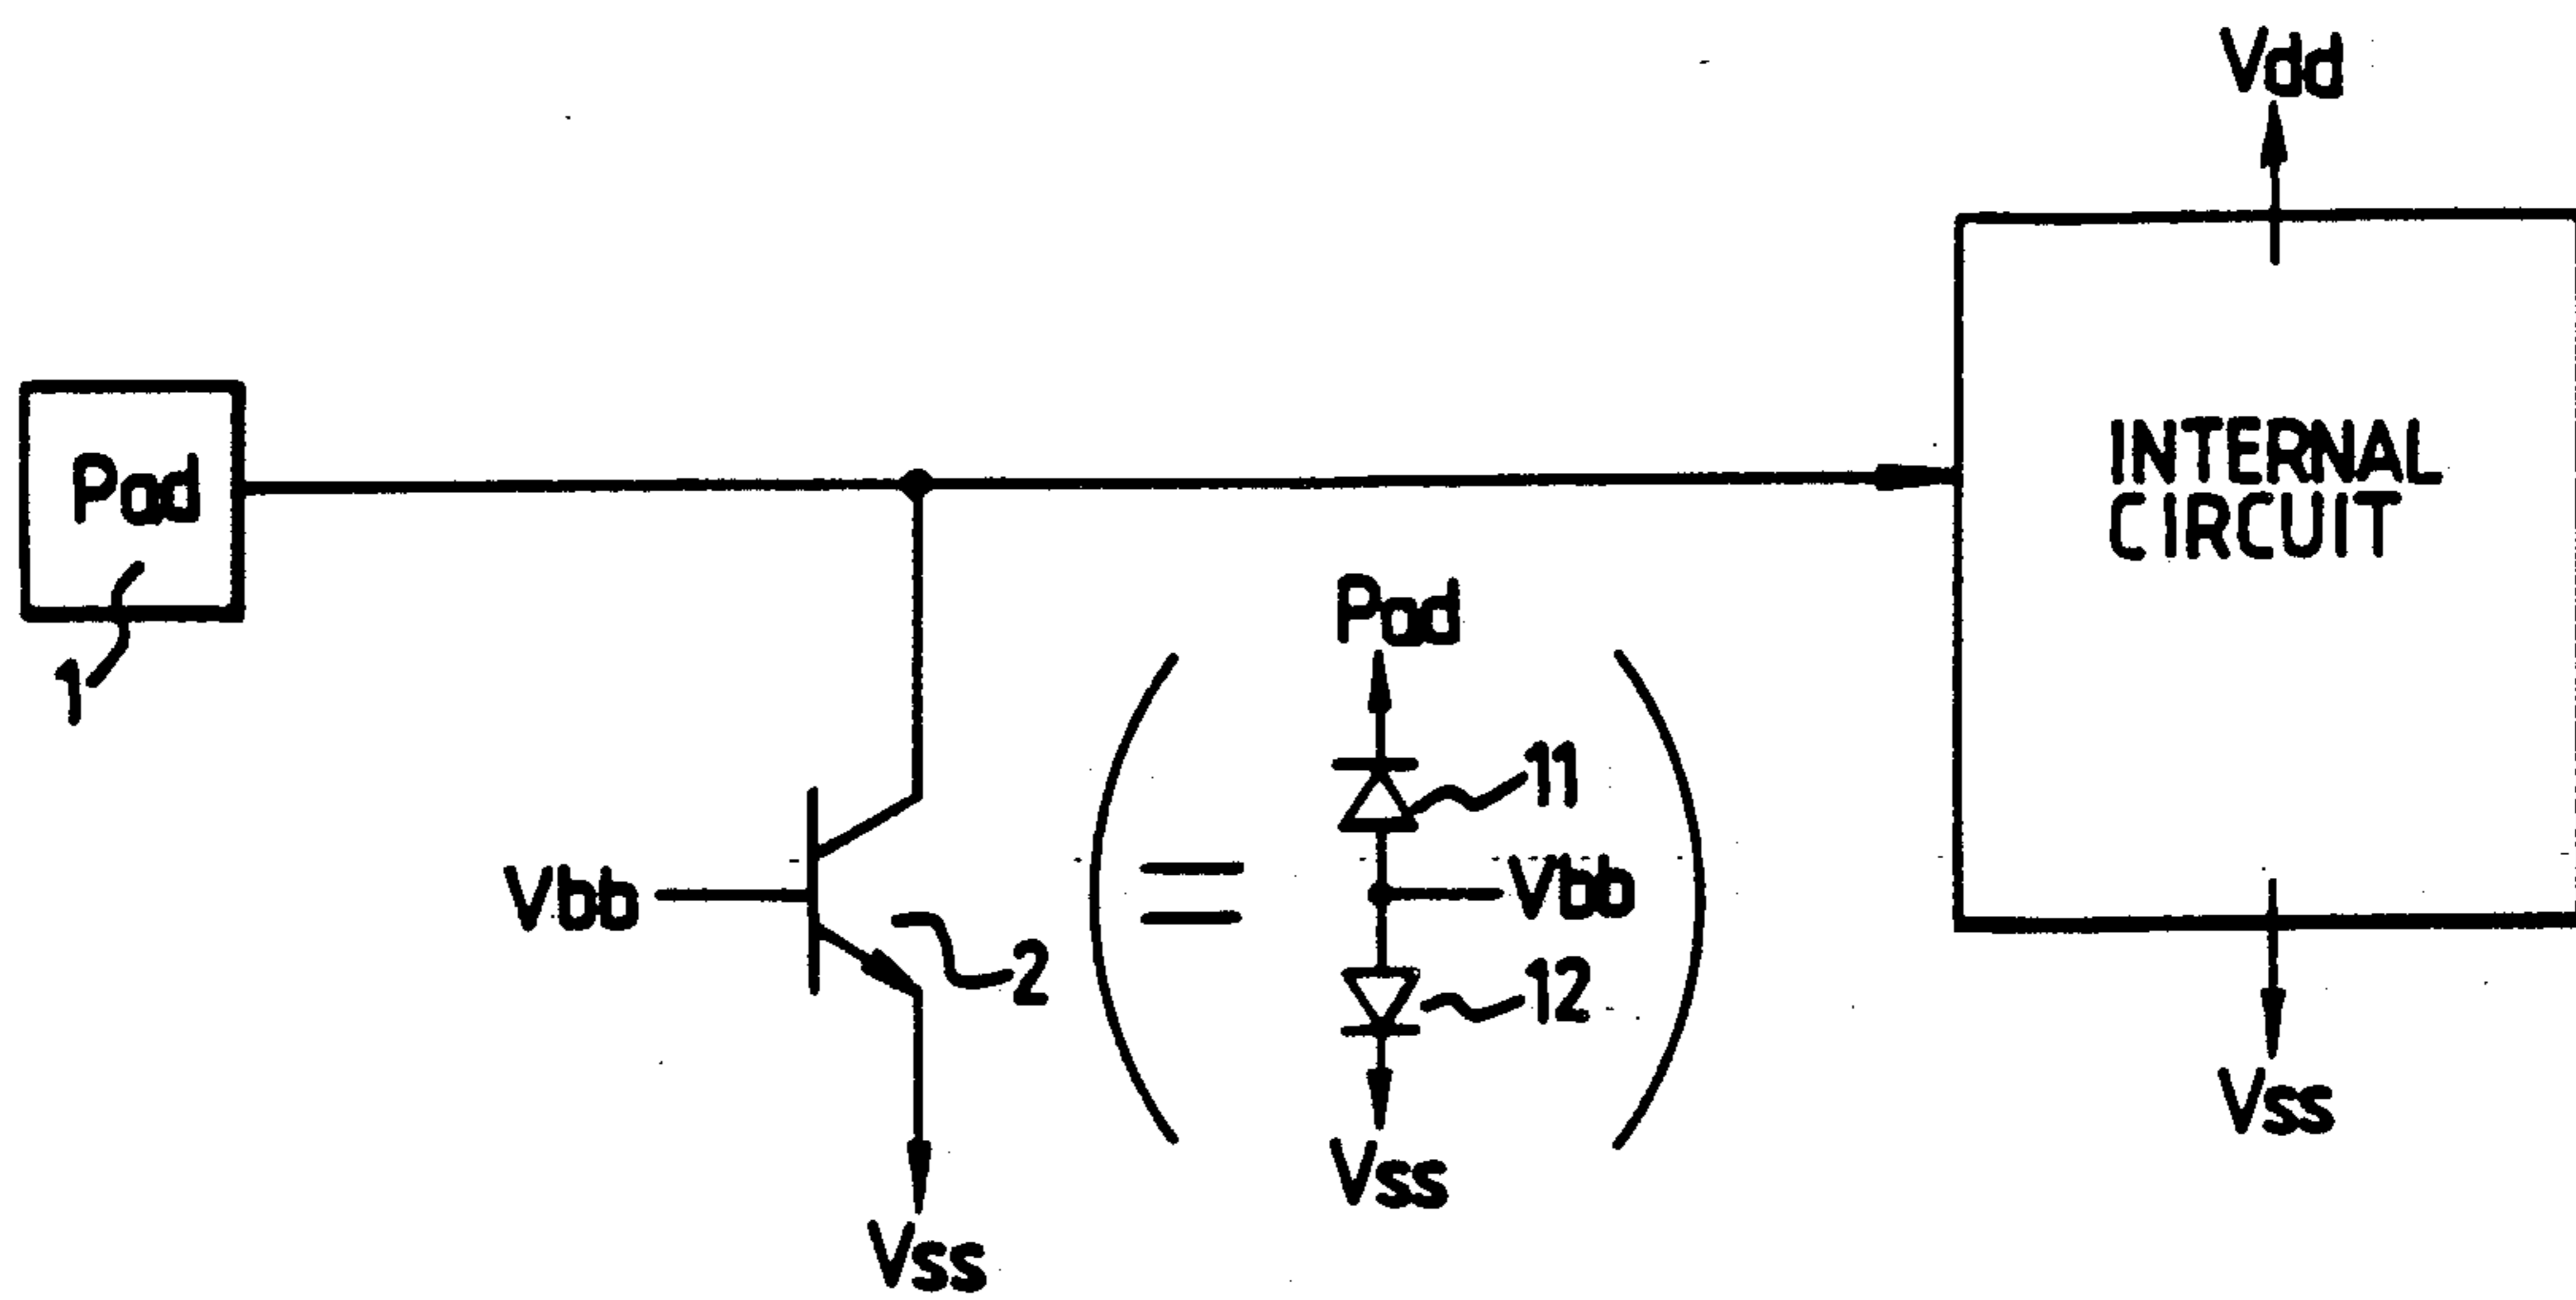 Vdd
Pad
INTERNAL
CIRCUIT
1
Pad
11
Vbb
=
Vbb
2
12
Vss
Vss
Vss